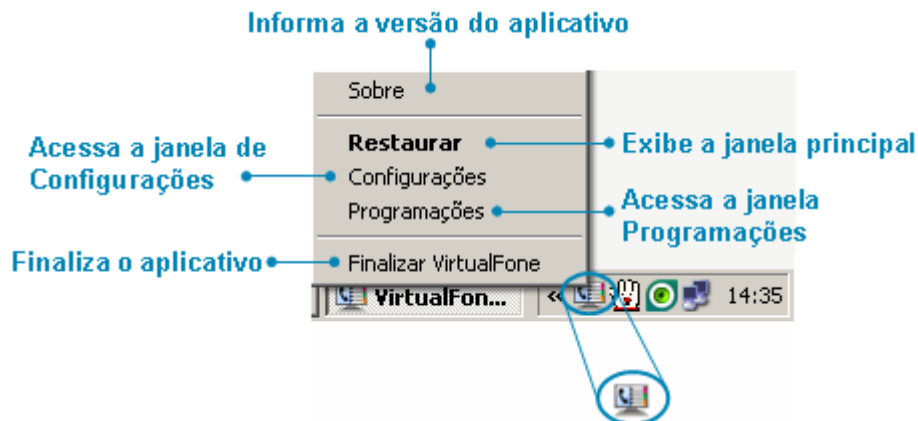 Informa a versão do aplicativo
Sobre
Restaurar
Exibe a janela principal
Acessa a janela de
Configurações
Configurações
Programações
Acessa a janela
Programações
Finaliza o aplicativo
Finalizar VirtualFone
VirtualFon...
«
14:35